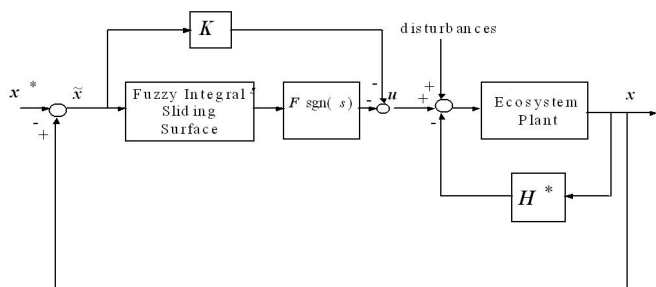 K
disturbances
x *
x̃
Fuzzy Integral s
Sliding
Surface
F sgn( s )
-
-
u
+
+
-
Ecosystem
Plant
x
-
+
H *